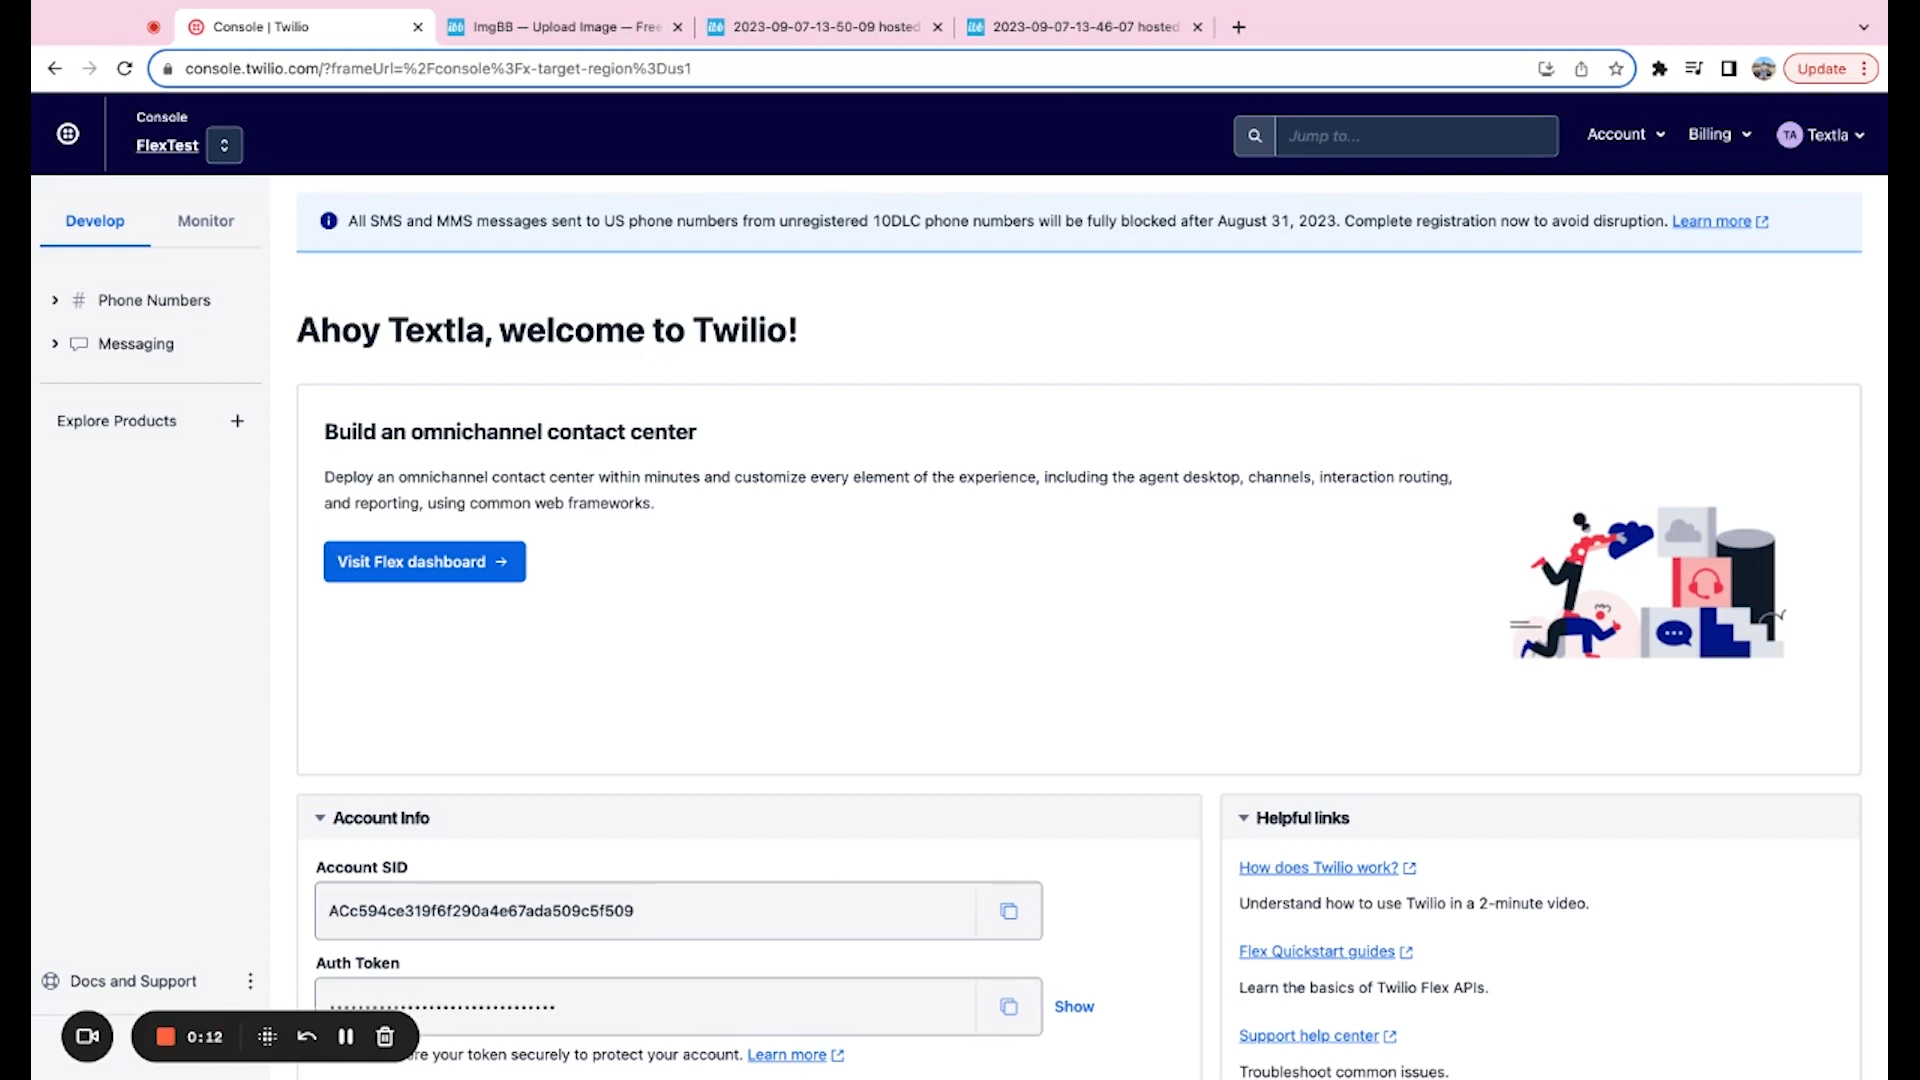 Console | Twilio
ImgBB — Upload Image — Free
2023-09-07-13-50-09 hosted
2023-09-07-13-46-07 hosted
console.twilio.com/?frameUrl=%2Fconsole%3Fx-target-region%3Dus1
Update
Console
FlexTest
Jump to...
Account
Billing
TA Textla
Develop
Monitor
All SMS and MMS messages sent to US phone numbers from unregistered 10DLC phone numbers will be fully blocked after August 31, 2023. Complete registration now to avoid disruption. Learn more
Phone Numbers
Messaging
Explore Products
Ahoy Textla, welcome to Twilio!
Build an omnichannel contact center
Deploy an omnichannel contact center within minutes and customize every element of the experience, including the agent desktop, channels, interaction routing,
and reporting, using common web frameworks.
Visit Flex dashboard →
Account Info
Account SID
ACc594ce319f6f290a4e67ada509c5f509
Auth Token
Show
re your token securely to protect your account. Learn more
Helpful links
How does Twilio work?
Understand how to use Twilio in a 2-minute video.
Flex Quickstart guides
Learn the basics of Twilio Flex APIs.
Support help center
Troubleshoot common issues.
Docs and Support
0:12